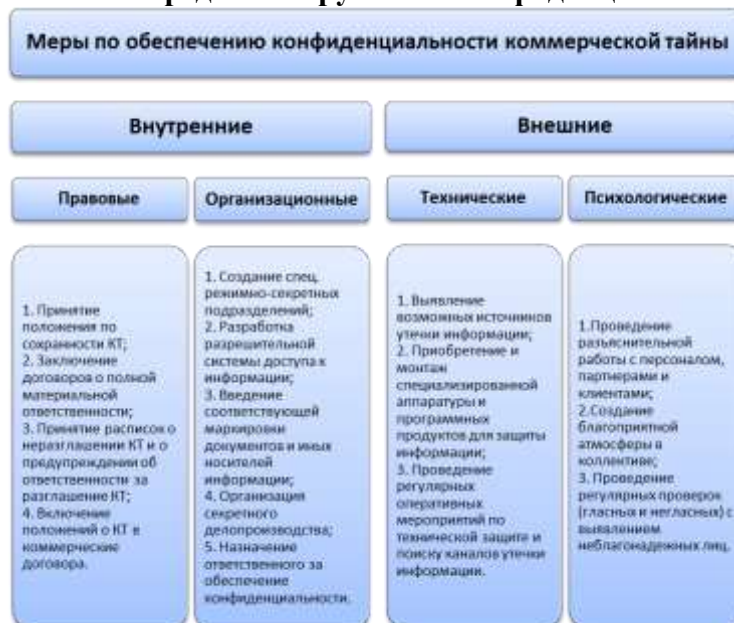 Меры по обеспечению конфиденциальности коммерческой тайны
Внутренние
Внешние
Правовые
Организационные
Технические
Психологические
1. Принятие
положения по
сохранности КТ;
2. Заключение
договоров о полной
материальной
ответственности;
3. Принятие расписок о
неразглашении КТ и о
предупреждении об
ответственности за
разглашение КТ;
4. Включение
положений о КТ в
коммерческие
договора.
1. Создание спец.
режимно-секретных
подразделений;
2. Разработка
разрешительной
системы доступа к
информации;
3. Введение
соответствующей
маркировки
документов и иных
носителей
информации;
4. Организация
секретного
делопроизводства;
5. Назначение
ответственного за
обеспечение
конфиденциальности.
1. Выявление
возможных источников
утечки информации;
2. Приобретение и
монтаж
специализированной
аппаратуры и
программных
продуктов для защиты
информации;
3. Проведение
регулярных
оперативных
мероприятий по
технической защите и
поиску каналов утечки
информации.
1.Проведение
разъяснительной
работы с персоналом,
партнерами и
клиентами;
2.Создание
благоприятной
атмосферы в
коллективе;
3. Проведение
регулярных проверок
(гласных и негласных) с
выявлением
неблагонадежных лиц.